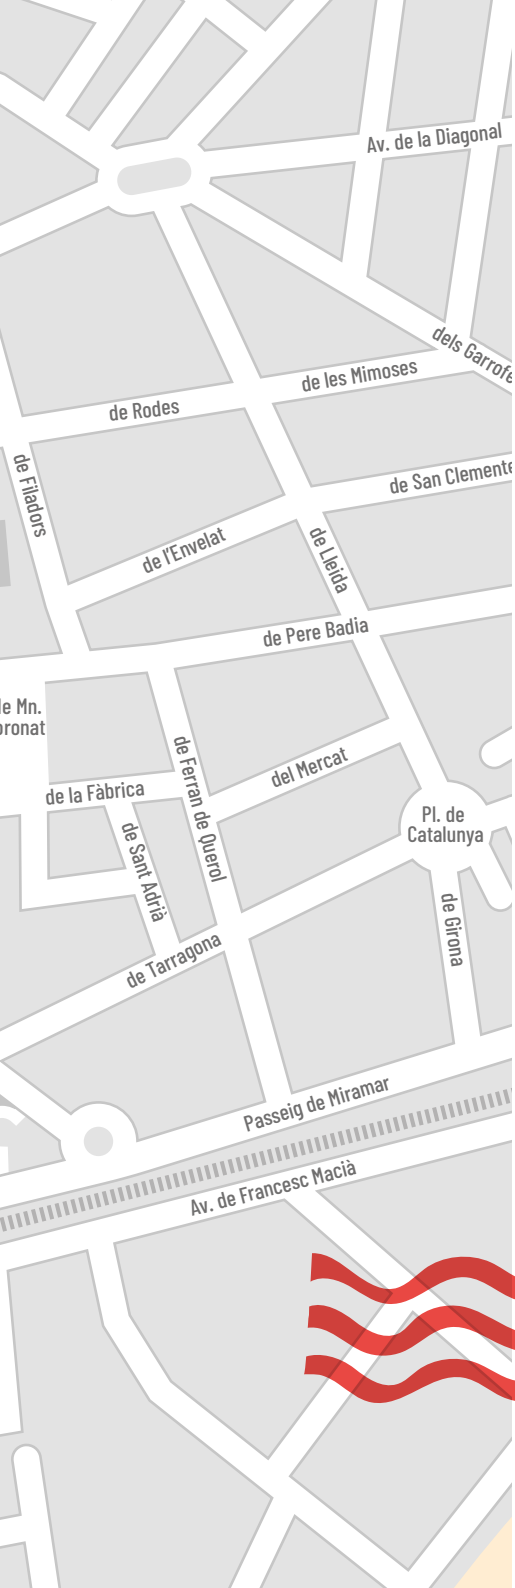 Av. de la Diagonal
dels Garrofe
de les Mimoses
de Rodes
de San Clemente
de Filadors
de l'Envelat
de Lleida
de Pere Badia
de Mn.
oronat
de Ferran de Querol
del Mercat
de la Fàbrica
Pl. de
Catalunya
de Sant Adrià
de Girona
de Tarragona
Passeig de Miramar
Av. de Francesc Macià